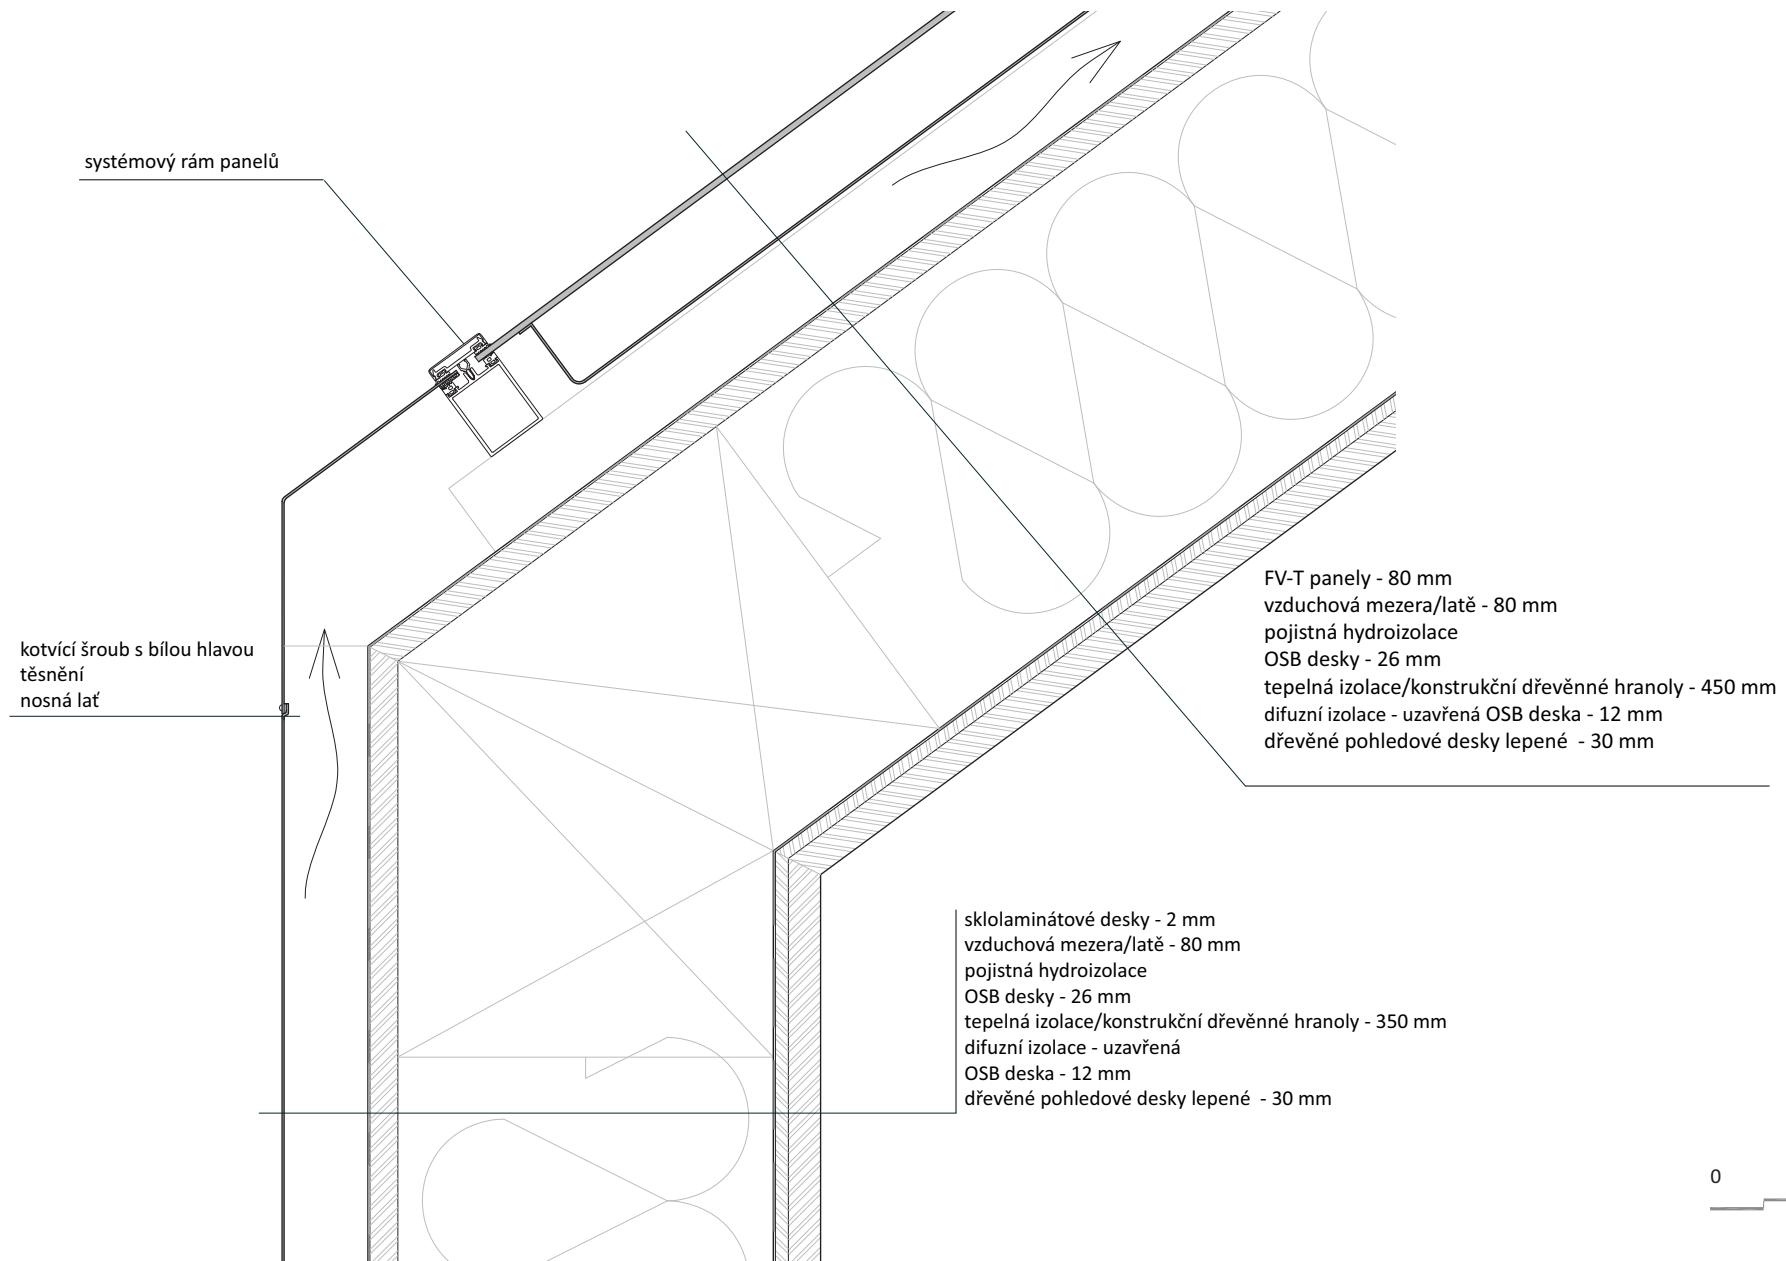 systémový rám panelů
kotvící šroub s bílou hlavou
těsnění
nosná lať
FV-T panely - 80 mm
vzduchová mezera/latě - 80 mm
pojistná hydroizolace
OSB desky - 26 mm
tepelná izolace/konstrukční dřevěnné hranoly - 450 mm
difuzní izolace - uzavřená OSB deska - 12 mm
dřevěné pohledové desky lepené - 30 mm
sklolaminátové desky - 2 mm
vzduchová mezera/latě - 80 mm
pojistná hydroizolace
OSB desky - 26 mm
tepelná izolace/konstrukční dřevěnné hranoly - 350 mm
difuzní izolace - uzavřená
OSB deska - 12 mm
dřevěné pohledové desky lepené - 30 mm
0